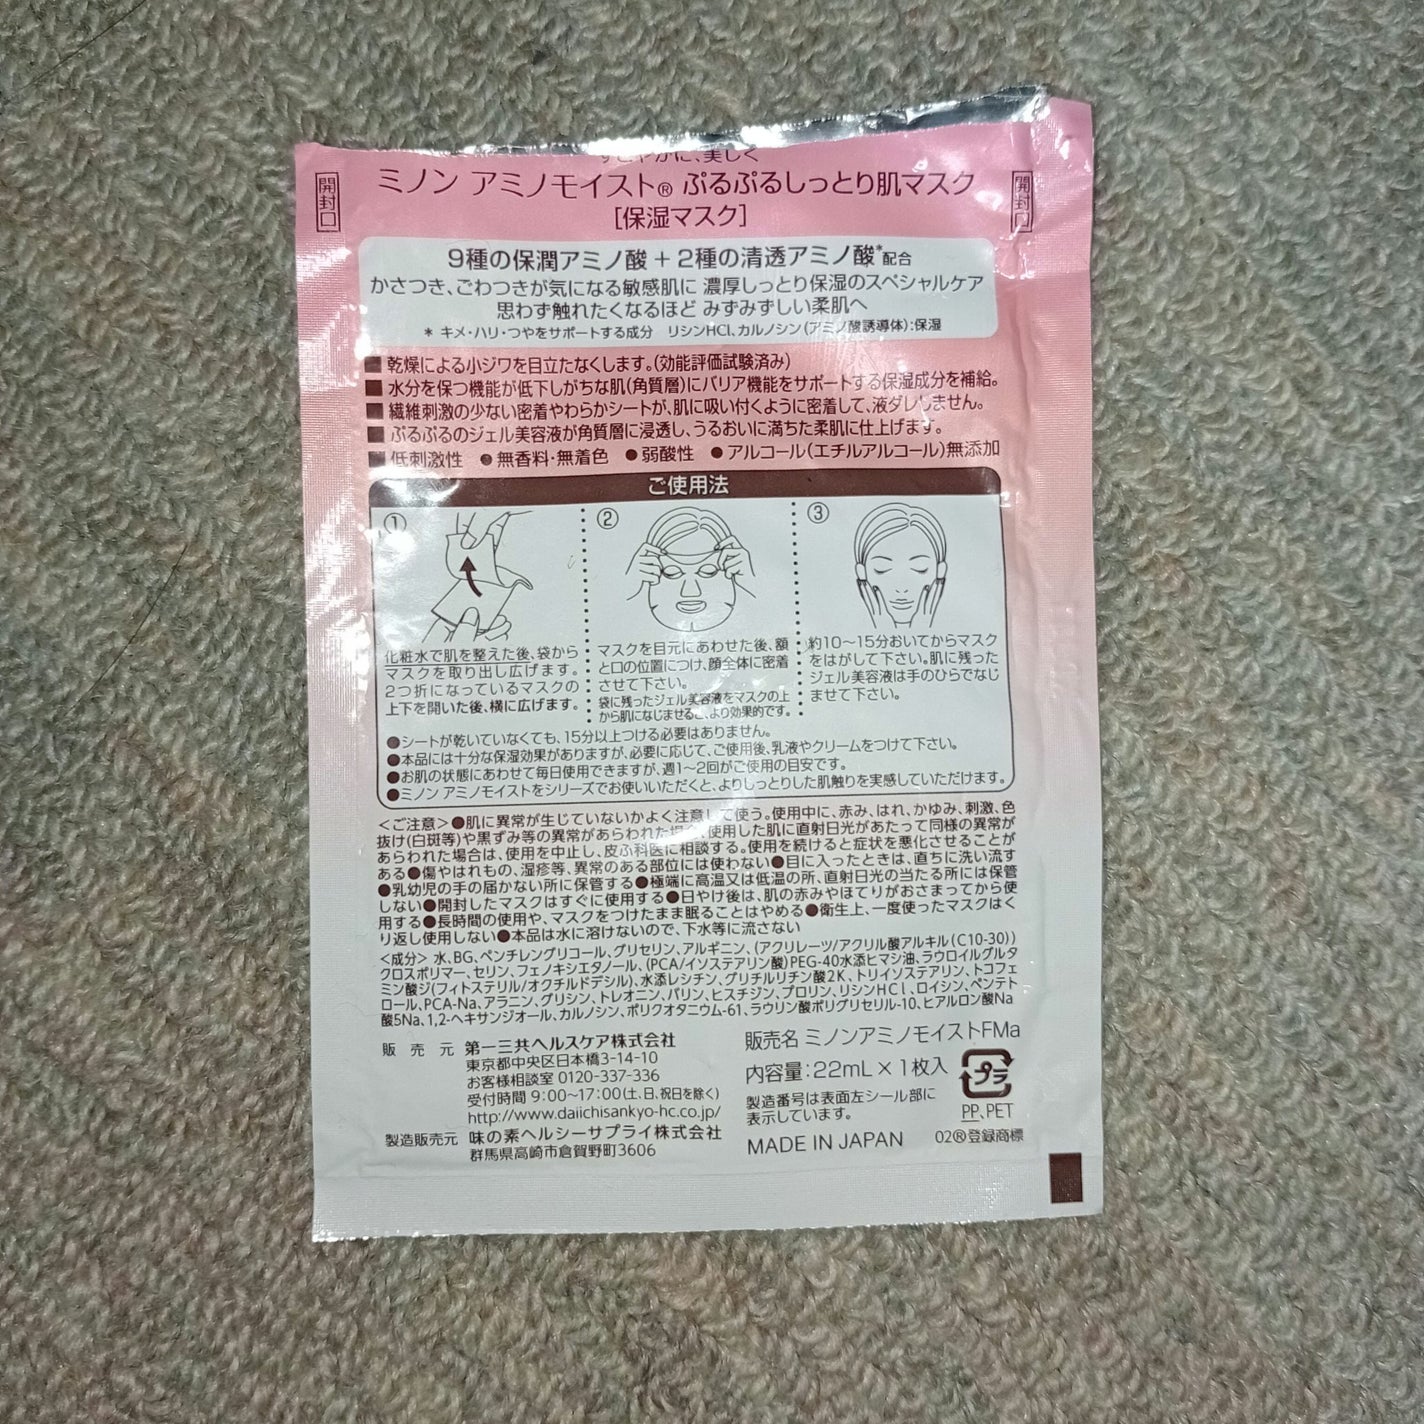 すこやかに、美しく
開封口
開封口
ミノン アミノモイスト® ぷるぷるしっとり肌マスク
[保湿マスク]
9種の保潤アミノ酸+2種の清透アミノ酸*配合
かさつき、ごわつきが気になる敏感肌に 濃厚しっとり保湿のスペシャルケア
思わず触れたくなるほど みずみずしい柔肌へ
* キメ・ハリ・つやをサポートする成分 リシンHCl、カルノシン(アミノ酸誘導体):保湿
■ 乾燥による小ジワを目立たなくします。(効能評価試験済み)
■ 水分を保つ機能が低下しがちな肌(角質層)にバリア機能をサポートする保湿成分を補給。
■ 繊維刺激の少ない密着やわらかシートが、肌に吸い付くように密着して、液ダレしません。
■ ぷるぷるのジェル美容液が角質層に浸透し、うるおいに満ちた柔肌に仕上げます。
■ 低刺激性 ●無香料・無着色 ●弱酸性 ●アルコール(エチルアルコール)無添加
ご使用法
①
化粧水で肌を整えた後、袋から
マスクを取り出し広げます。
2つ折になっているマスクの
上下を開いた後、横に広げます。
②
マスクを目元にあわせた後、額
と口の位置につけ、顔全体に密着
させて下さい。
袋に残ったジェル美容液をマスクの上
から肌になじませると、より効果的です。
③
約10〜15分おいてからマスク
をはがして下さい。肌に残った
ジェル美容液は手のひらでなじ
ませて下さい。
●シートが乾いていなくても、15分以上つける必要はありません。
●本品には十分な保湿効果がありますが、必要に応じて、ご使用後、乳液やクリームをつけて下さい。
●お肌の状態にあわせて毎日使用できますが、週1〜2回がご使用の目安です。
●ミノン アミノモイストをシリーズでお使いいただくと、よりしっとりした肌触りを実感していただけます。
<ご注意>●肌に異常が生じていないかよく注意して使う。使用中に、赤み、はれ、かゆみ、刺激、色
抜け(白斑等)や黒ずみ等の異常があらわれた場合、使用した肌に直射日光があたって同様の異常が
あらわれた場合は、使用を中止し、皮ふ科医に相談する。使用を続けると症状を悪化させることが
ある●傷やはれもの、湿疹等、異常のある部位には使わない●目に入ったときは、直ちに洗い流す
●乳幼児の手の届かない所に保管する●極端に高温又は低温の所、直射日光の当たる所には保管
しない●開封したマスクはすぐに使用する●日やけ後は、肌の赤みやほてりがおさまってから使
用する●長時間の使用や、マスクをつけたまま眠ることはやめる●衛生上、一度使ったマスクはく
り返し使用しない●本品は水に溶けないので、下水等に流さない
<成分> 水、BG、ペンチレングリコール、グリセリン、アルギニン、(アクリレーツ/アクリル酸アルキル(C10-30))
クロスポリマー、セリン、フェノキシエタノール、(PCA/イソステアリン酸)PEG-40水添ヒマシ油、ラウロイルグルタ
ミン酸ジ(フィトステリル/オクチルドデシル)、水添レシチン、グリチルリチン酸2K、トリイソステアリン、トコフェ
ロール、PCA-Na、アラニン、グリシン、トレオニン、バリン、ヒスチジン、プロリン、リシンHCl、ロイシン、ペンテト
酸5Na、1,2-ヘキサンジオール、カルノシン、ポリクオタニウム-61、ラウリン酸ポリグリセリル-10、ヒアルロン酸Na
販売元 第一三共ヘルスケア株式会社
東京都中央区日本橋3-14-10
お客様相談室 0120-337-336
受付時間 9:00〜17:00(土、日、祝日を除く)
http://www.daiichisankyo-hc.co.jp/
製造販売元 味の素ヘルシーサプライ株式会社
群馬県高崎市倉賀野町3606
販売名 ミノンアミノモイストFMa
内容量:22mL×1枚入
製造番号は表面左シール部に
表示しています。
プラ
PP、PET
MADE IN JAPAN 02®登録商標